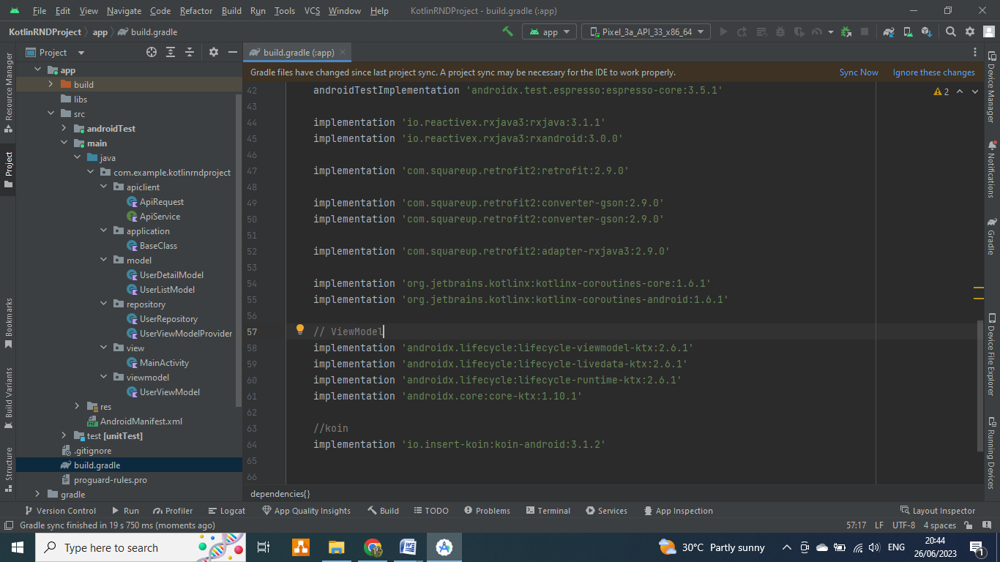 File Edit View Navigate Code Refactor Build Run Tools VCS Window Help KotlinRNDProject - build.gradle (:app)
KotlinRNDProject app build.gradle app Pixel_3a_API_33_x86_64
Project build.gradle (:app)
Gradle files have changed since last project sync. A project sync may be necessary for the IDE to work properly. Sync Now Ignore these changes
Resource Manager
Project
Bookmarks
Build Variants
Structure
app
build
libs
src
androidTest
main
java
com.example.kotlinrndproject
apiclient
ApiRequest
ApiService
application
BaseClass
model
UserDetailModel
UserListModel
repository
UserRepository
UserViewModelProvider
view
MainActivity
viewmodel
UserViewModel
res
AndroidManifest.xml
test [unitTest]
.gitignore
build.gradle
proguard-rules.pro
gradle
2
42 androidTestImplementation 'androidx.test.espresso:espresso-core:3.5.1'
43
44 implementation 'io.reactivex.rxjava3:rxjava:3.1.1'
45 implementation 'io.reactivex.rxjava3:rxandroid:3.0.0'
46
47 implementation 'com.squareup.retrofit2:retrofit:2.9.0'
48
49 implementation 'com.squareup.retrofit2:converter-gson:2.9.0'
50 implementation 'com.squareup.retrofit2:converter-gson:2.9.0'
51
52 implementation 'com.squareup.retrofit2:adapter-rxjava3:2.9.0'
53
54 implementation 'org.jetbrains.kotlinx:kotlinx-coroutines-core:1.6.1'
55 implementation 'org.jetbrains.kotlinx:kotlinx-coroutines-android:1.6.1'
56
57 // ViewModel
58 implementation 'androidx.lifecycle:lifecycle-viewmodel-ktx:2.6.1'
59 implementation 'androidx.lifecycle:lifecycle-livedata-ktx:2.6.1'
60 implementation 'androidx.lifecycle:lifecycle-runtime-ktx:2.6.1'
61 implementation 'androidx.core:core-ktx:1.10.1'
62
63 //koin
64 implementation 'io.insert-koin:koin-android:3.1.2'
65
66
dependencies{}
Device Manager
Notifications
Gradle
Device File Explorer
Running Devices
Version Control Run Profiler Logcat App Quality Insights Build TODO Problems Terminal Services App Inspection Layout Inspector
Gradle sync finished in 19 s 750 ms (moments ago) 57:17 LF UTF-8 4 spaces
Type here to search 30°C Partly sunny ENG 20:44
26/06/2023 1